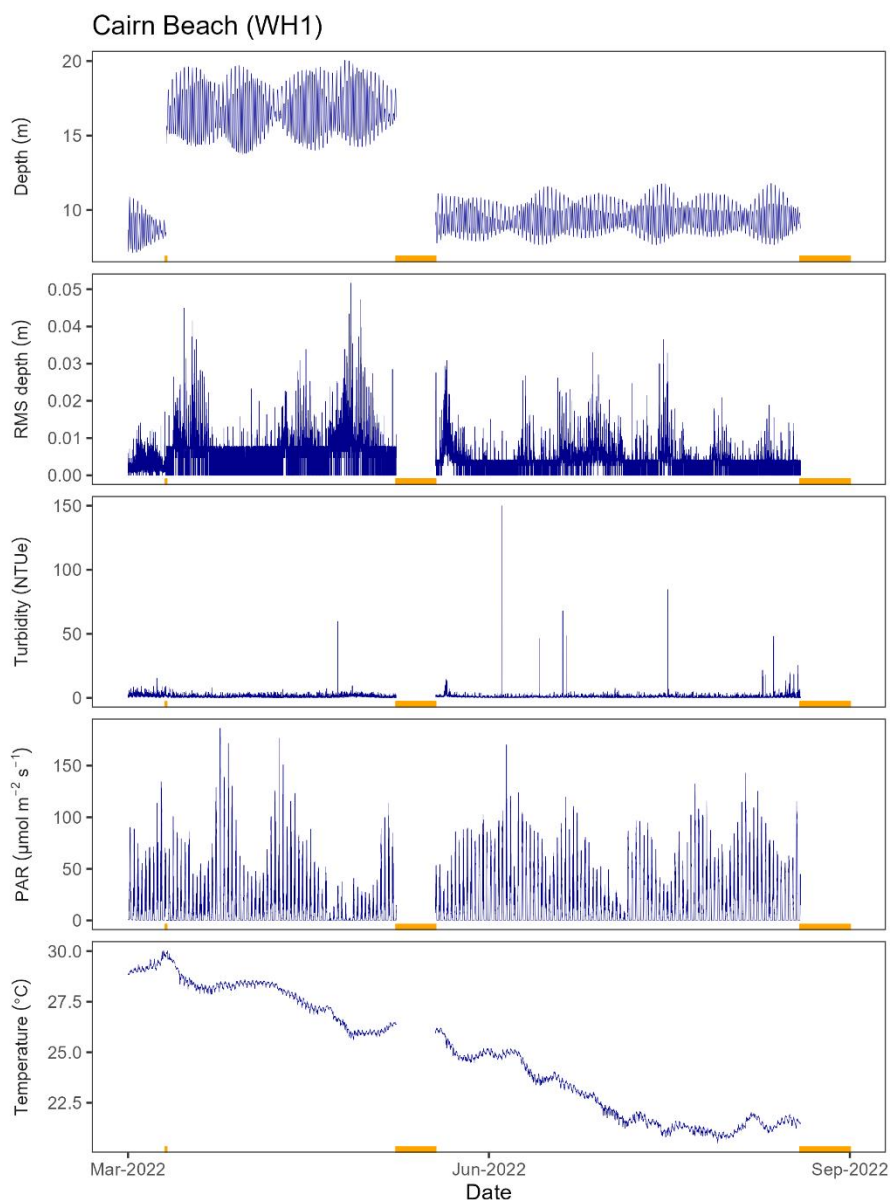 Cairn Beach (WH1)
Depth (m)
20
15
10
RMS depth (m)
0.05
0.04
0.03
0.02
0.01
0.00
Turbidity (NTUe)
150
100
50
0
PAR (µmol m⁻² s⁻¹)
150
100
50
0
Temperature (°C)
30.0
27.5
25.0
22.5
Mar-2022 Jun-2022 Sep-2022
Date